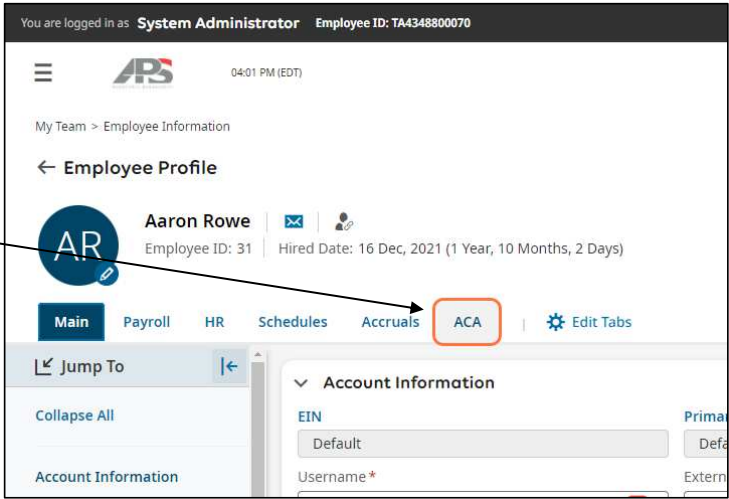 You are logged in as System Administrator Employee ID: TA4348800070
APS 04:01 PM (EDT)
My Team > Employee Information
← Employee Profile
AR
Aaron Rowe
Employee ID: 31 Hired Date: 16 Dec, 2021 (1 Year, 10 Months, 2 Days)
Main Payroll HR Schedules Accruals ACA Edit Tabs
Jump To
Account Information
Collapse All
EIN Primar
Default Defa
Account Information
Username* Extern